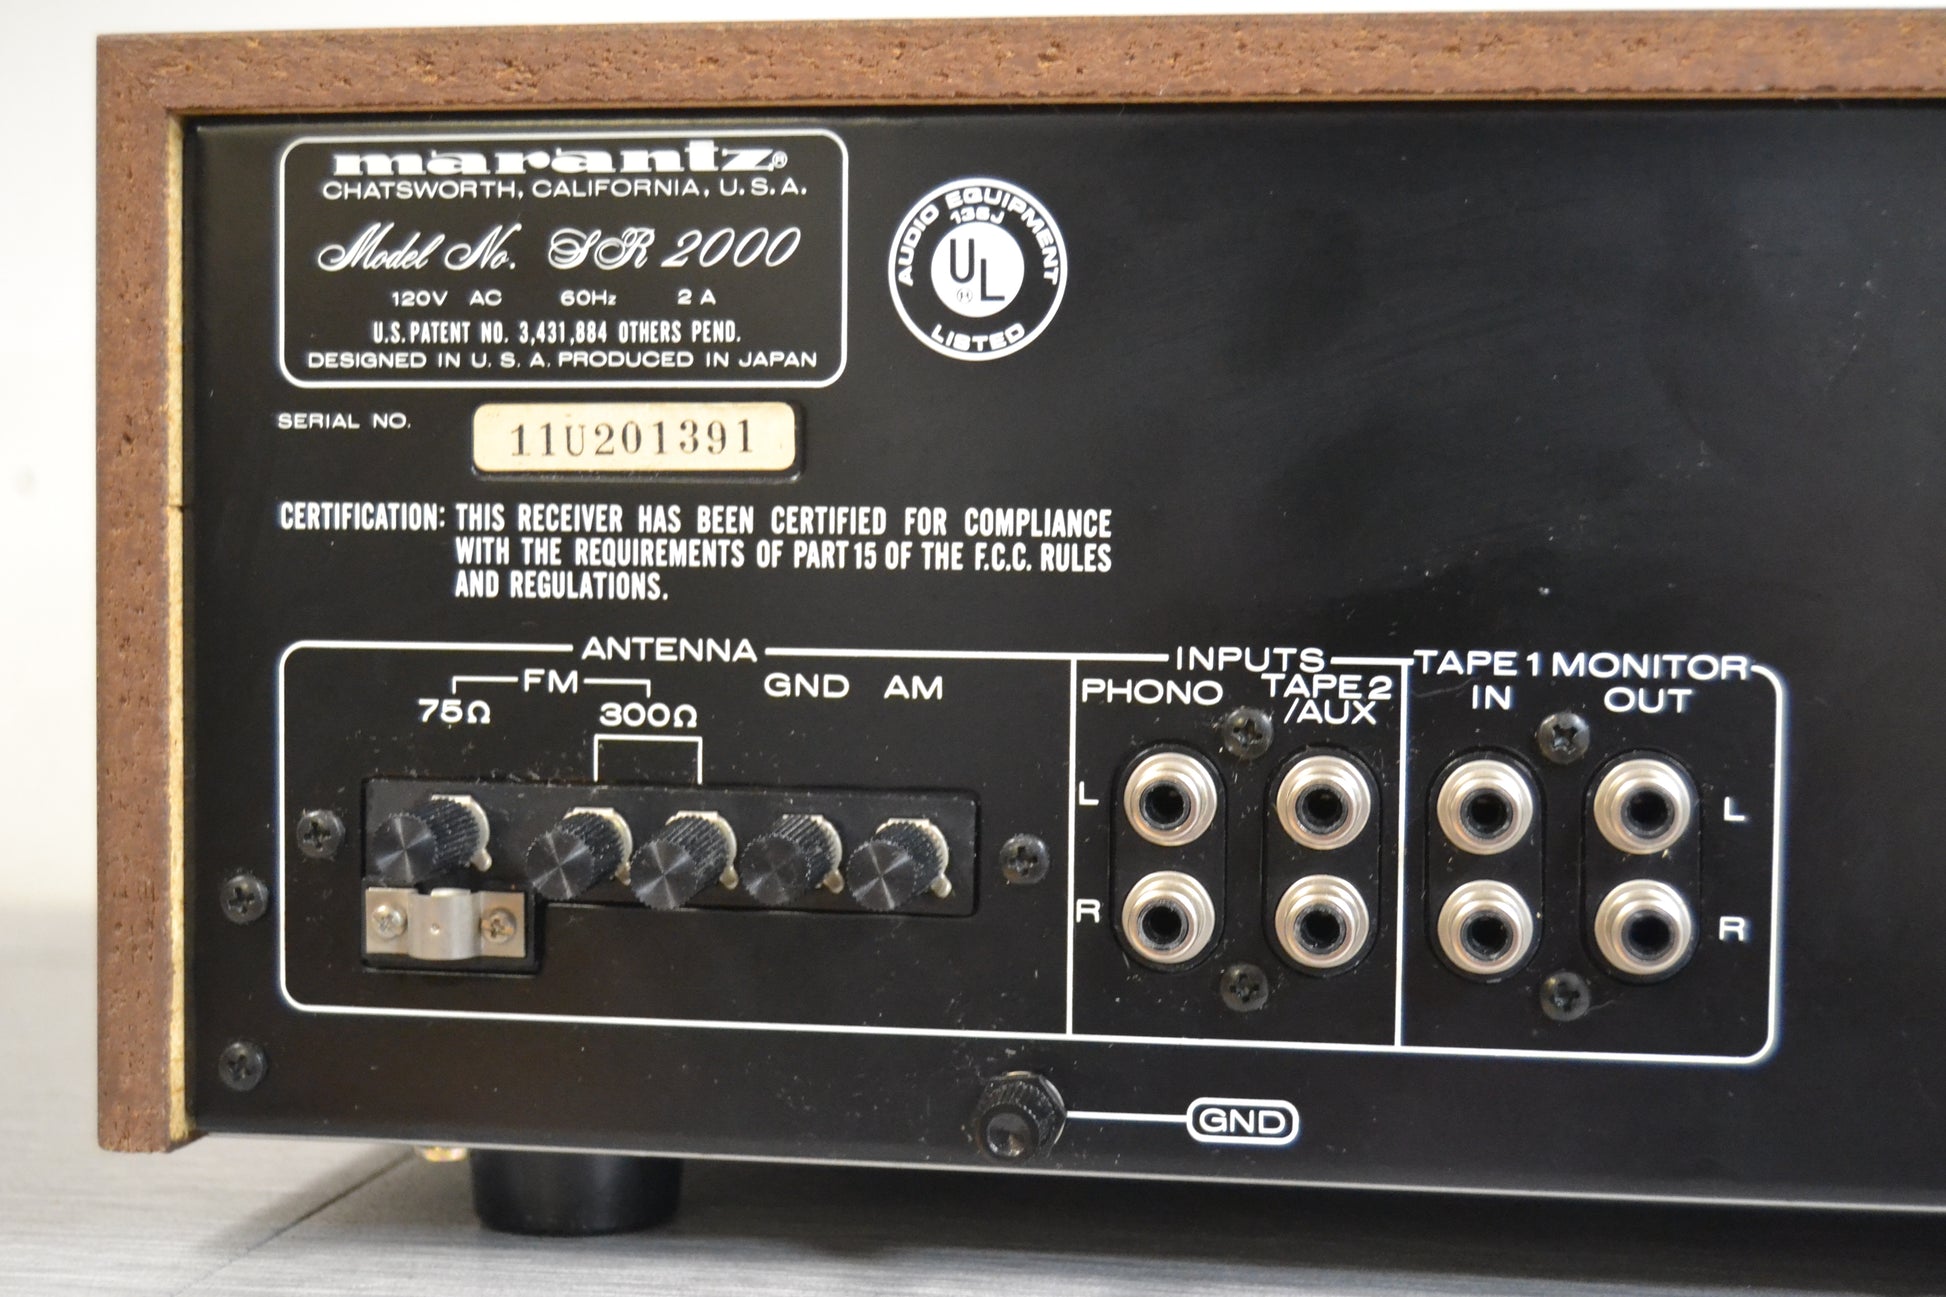 marantz®
CHATSWORTH, CALIFORNIA, U.S.A.
Model No. SR 2000
120V AC 60Hz 2 A
U.S. PATENT NO. 3,431,884 OTHERS PEND.
DESIGNED IN U.S.A. PRODUCED IN JAPAN
AUDIO EQUIPMENT
136J
UL
®
LISTED
SERIAL NO.
11U201391
CERTIFICATION: THIS RECEIVER HAS BEEN CERTIFIED FOR COMPLIANCE
WITH THE REQUIREMENTS OF PART 15 OF THE F.C.C. RULES
AND REGULATIONS.
ANTENNA
FM
GND AM
75Ω
300Ω
INPUTS
PHONO
TAPE 2
/AUX
L
R
TAPE 1 MONITOR
IN OUT
L
R
GND